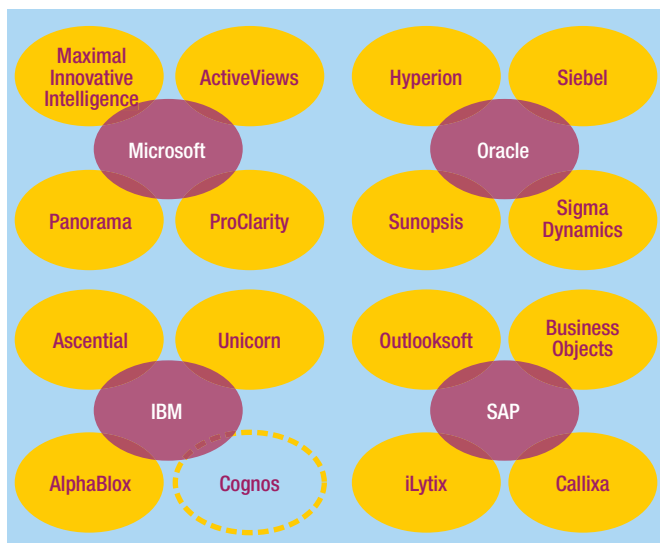 Maximal
Innovative
Intelligence
ActiveViews
Microsoft
Panorama
ProClarity
Hyperion
Siebel
Oracle
Sunopsis
Sigma
Dynamics
Ascential
Unicorn
IBM
AlphaBlox
Cognos
Outlooksoft
Business
Objects
SAP
iLytix
Callixa